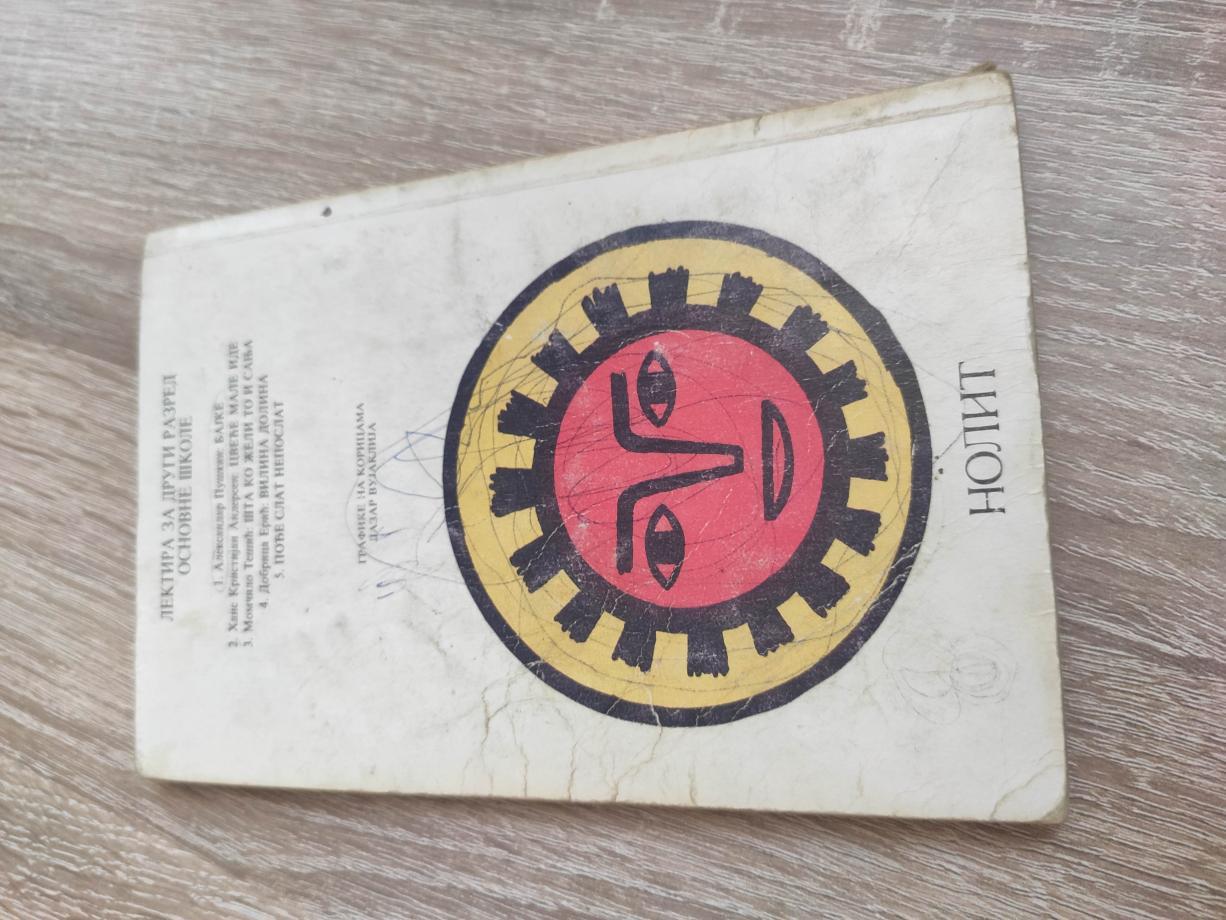 ЛЕКТИРА ЗА ДРУГИ РАЗРЕД
ОСНОВНЕ ШКОЛЕ
1. Александар Пушкин: БАЈКЕ
2. Ханс Кристијан Андерсен: ЦВЕЋЕ МАЛЕ ИДЕ
3. Момчило Тешић: ШТА КО ЖЕЛИ ТО И САЊА
4. Добрица Ерић: ВИЛИНА ДОЛИНА
5. ПОЂЕ СЛАТ НЕПОСЛАТ
ГРАФИКЕ НА КОРИЦАМА
ЛАЗАР ВУЈАКЛИЈА
НОЛИТ